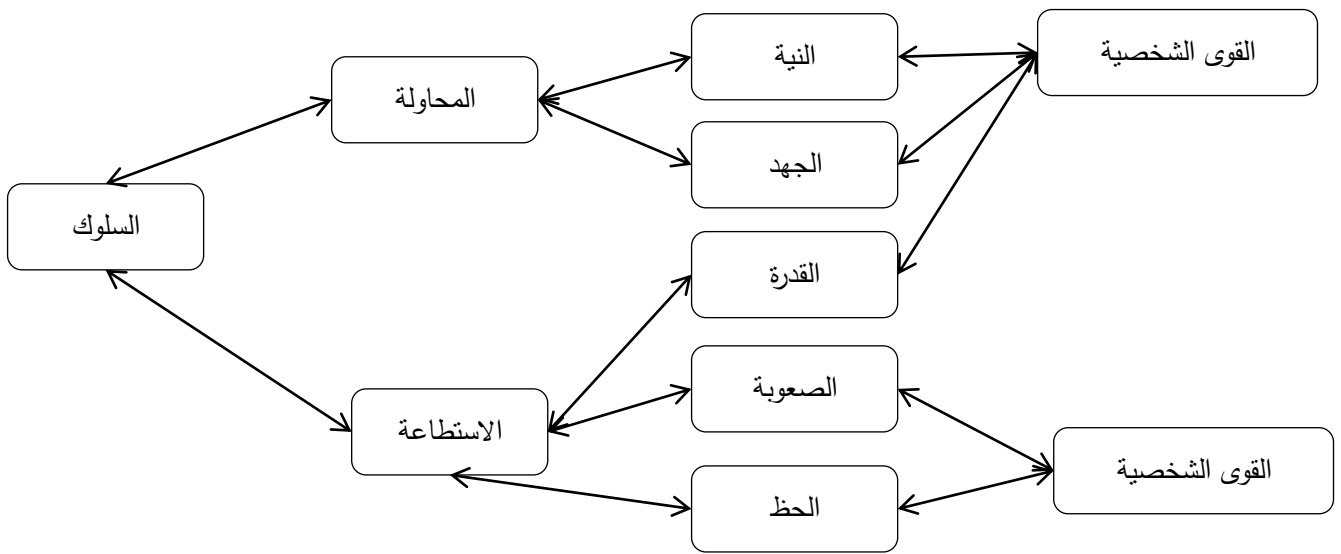 النية
القوى الشخصية
المحاولة
الجهد
السلوك
القدرة
الصعوبة
الاستطاعة
القوى الشخصية
الحظ